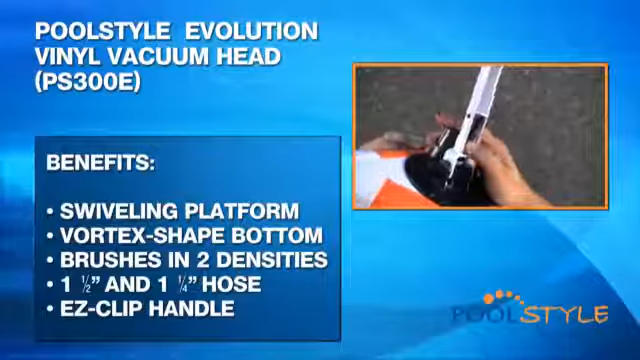 POOLSTYLE EVOLUTION
VINYL VACUUM HEAD
(PS300E)
BENEFITS:
• SWIVELING PLATFORM
• VORTEX-SHAPE BOTTOM
• BRUSHES IN 2 DENSITIES
• 1 ½” AND 1 ¼” HOSE
• EZ-CLIP HANDLE
POOLSTYLE